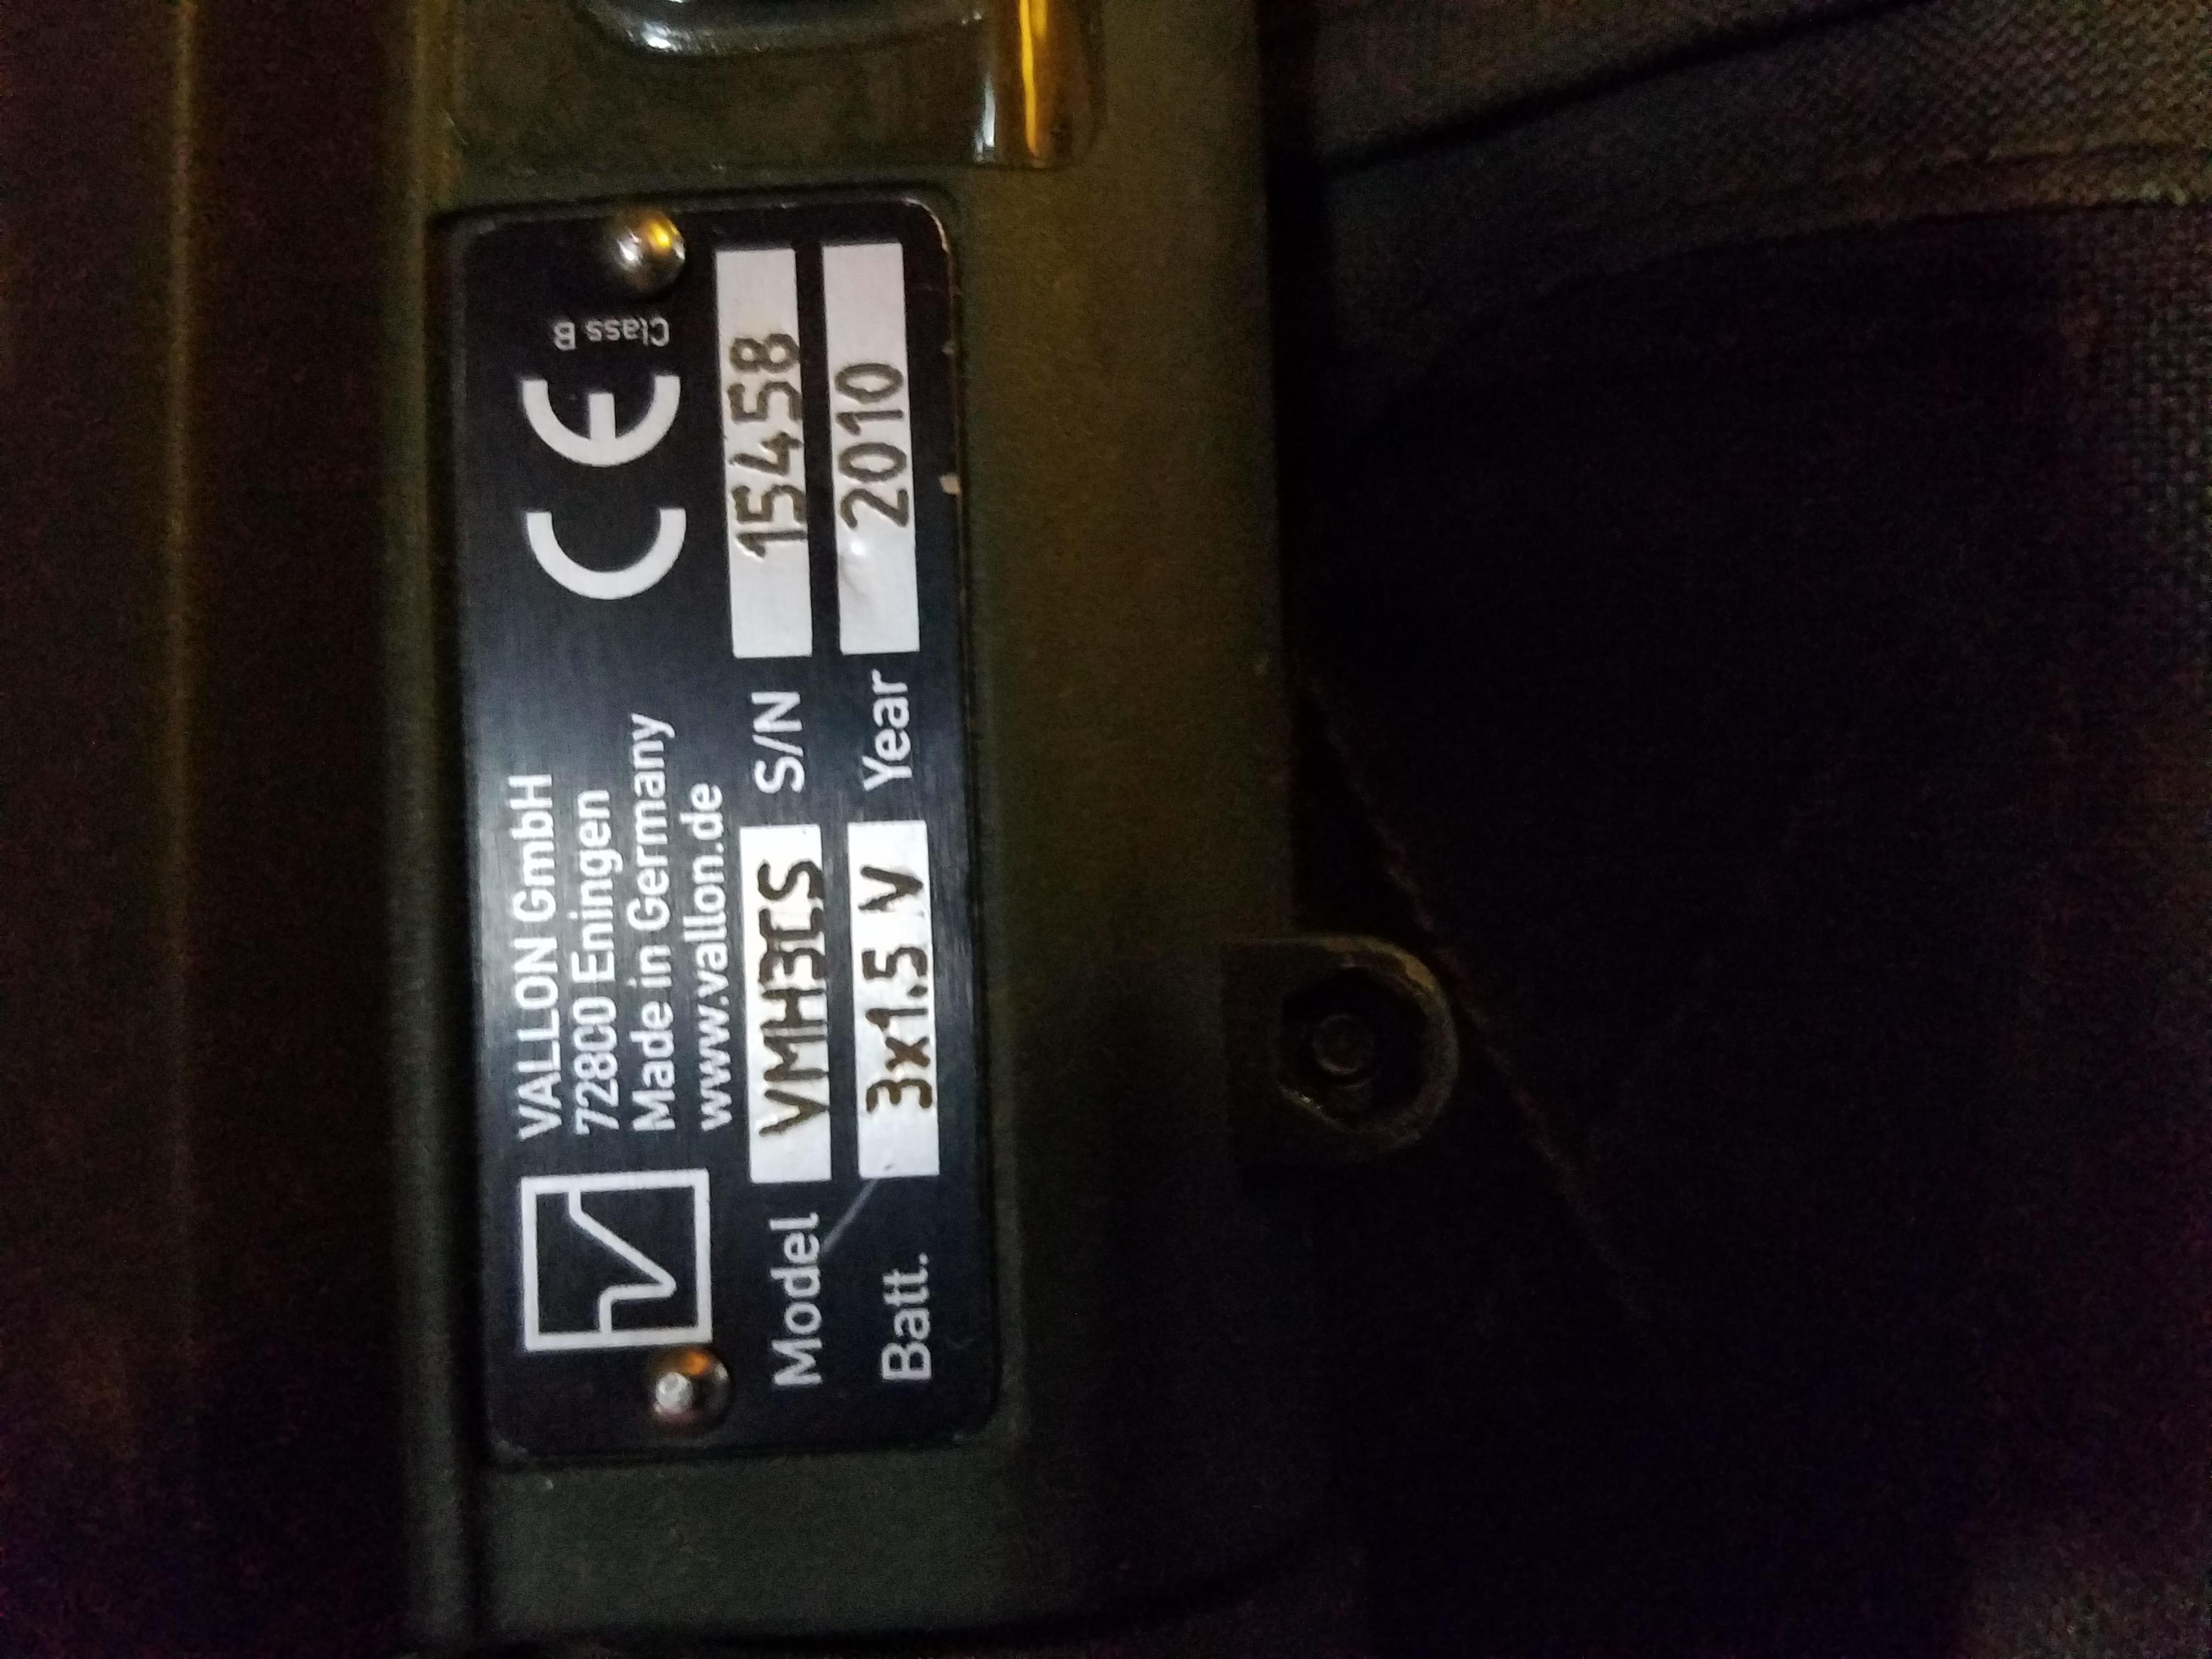 VALLON GmbH
72800 Eningen
Made in Germany
www.vallon.de
CE Class B
Model VMH3CS S/N 15458
Batt. 3x1.5 V Year 2010